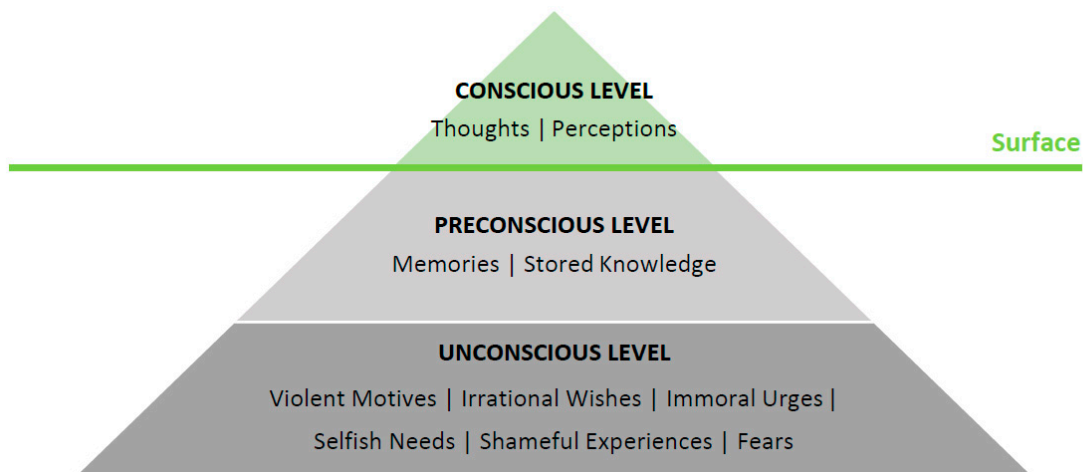 CONSCIOUS LEVEL
Thoughts | Perceptions
Surface
PRECONSCIOUS LEVEL
Memories | Stored Knowledge
UNCONSCIOUS LEVEL
Violent Motives | Irrational Wishes | Immoral Urges |
Selfish Needs | Shameful Experiences | Fears